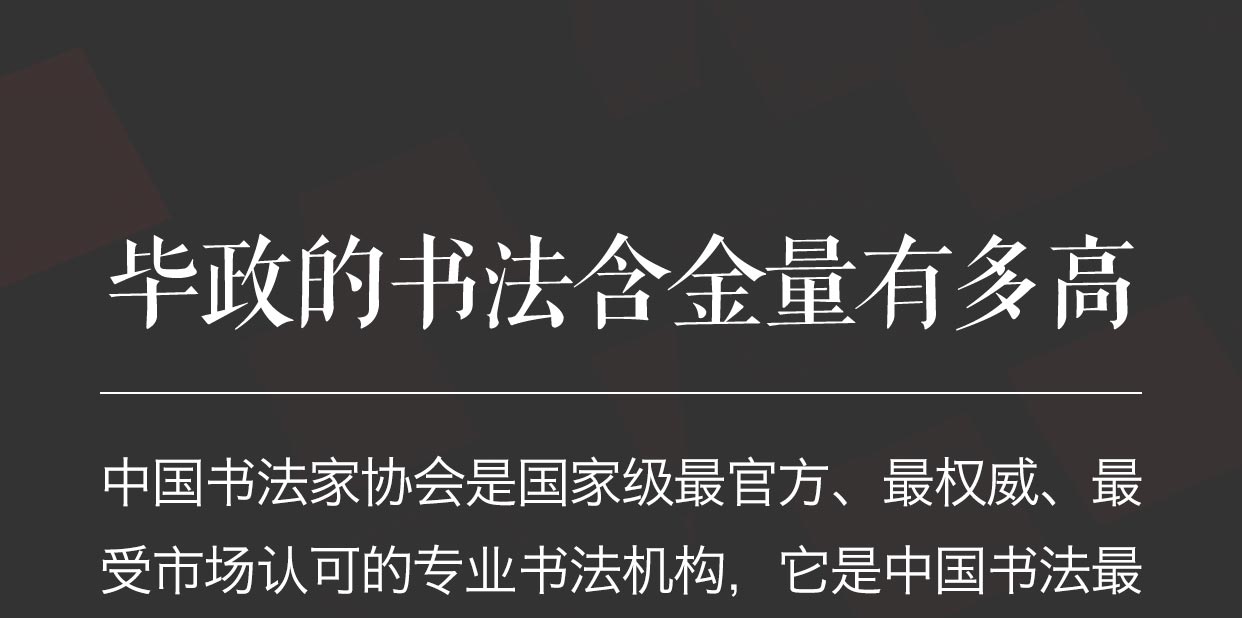 毕政的书法含金量有多高
中国书法家协会是国家级最官方、最权威、最
受市场认可的专业书法机构，它是中国书法最